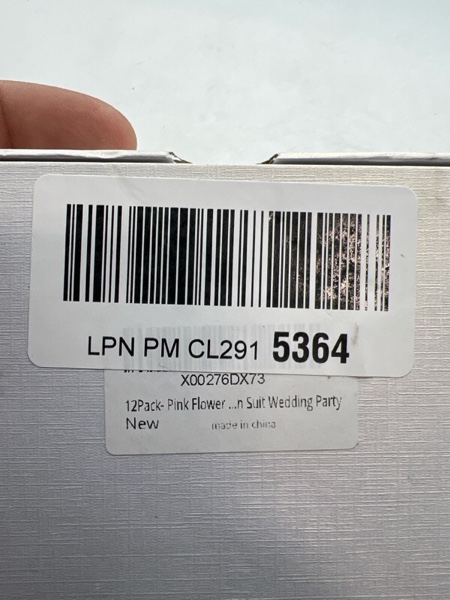 LPN PM CL291 5364
X00276DX73
12Pack- Pink Flower ...n Suit Wedding Party
New made in china